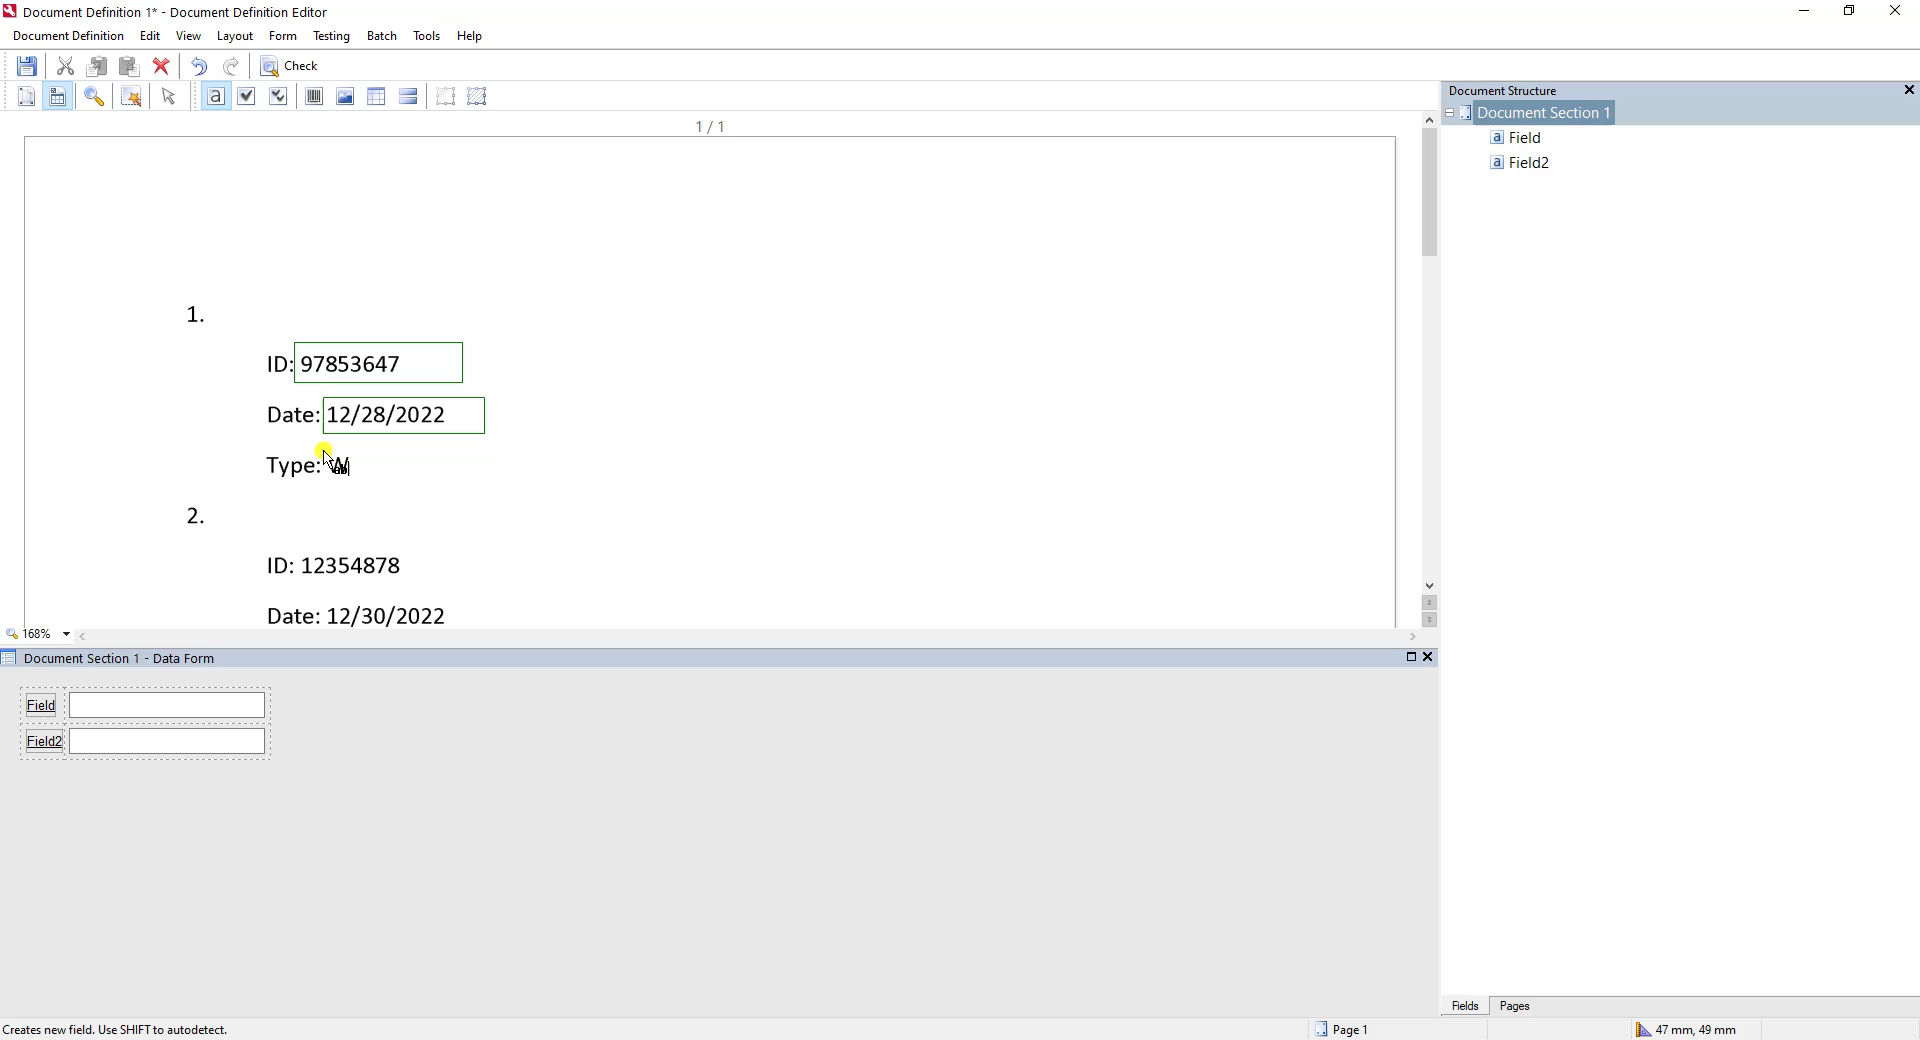 Document Definition 1* - Document Definition Editor
Document Definition Edit View Layout Form Testing Batch Tools Help
Check
Document Structure
Document Section 1
Field
Field2
1 / 1
1.
ID: 97853647
Date: 12/28/2022
Type: W
2.
ID: 12354878
Date: 12/30/2022
168%
Document Section 1 - Data Form
Field
Field2
Fields Pages
Creates new field. Use SHIFT to autodetect.
Page 1
47 mm, 49 mm